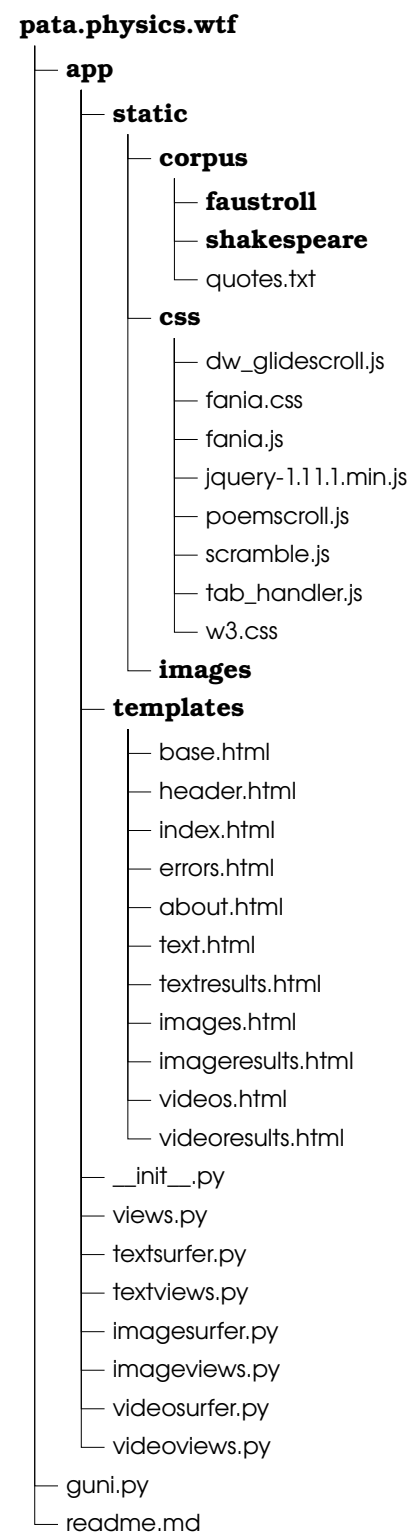 pata.physics.wtf
app
static
corpus
faustroll
shakespeare
quotes.txt
css
dw_glidescroll.js
fania.css
fania.js
jquery-1.11.1.min.js
poemscroll.js
scramble.js
tab_handler.js
w3.css
images
templates
base.html
header.html
index.html
errors.html
about.html
text.html
textresults.html
images.html
imageresults.html
videos.html
videoresults.html
__init__.py
views.py
textsurfer.py
textviews.py
imagesurfer.py
imageviews.py
videosurfer.py
videoviews.py
guni.py
readme.md